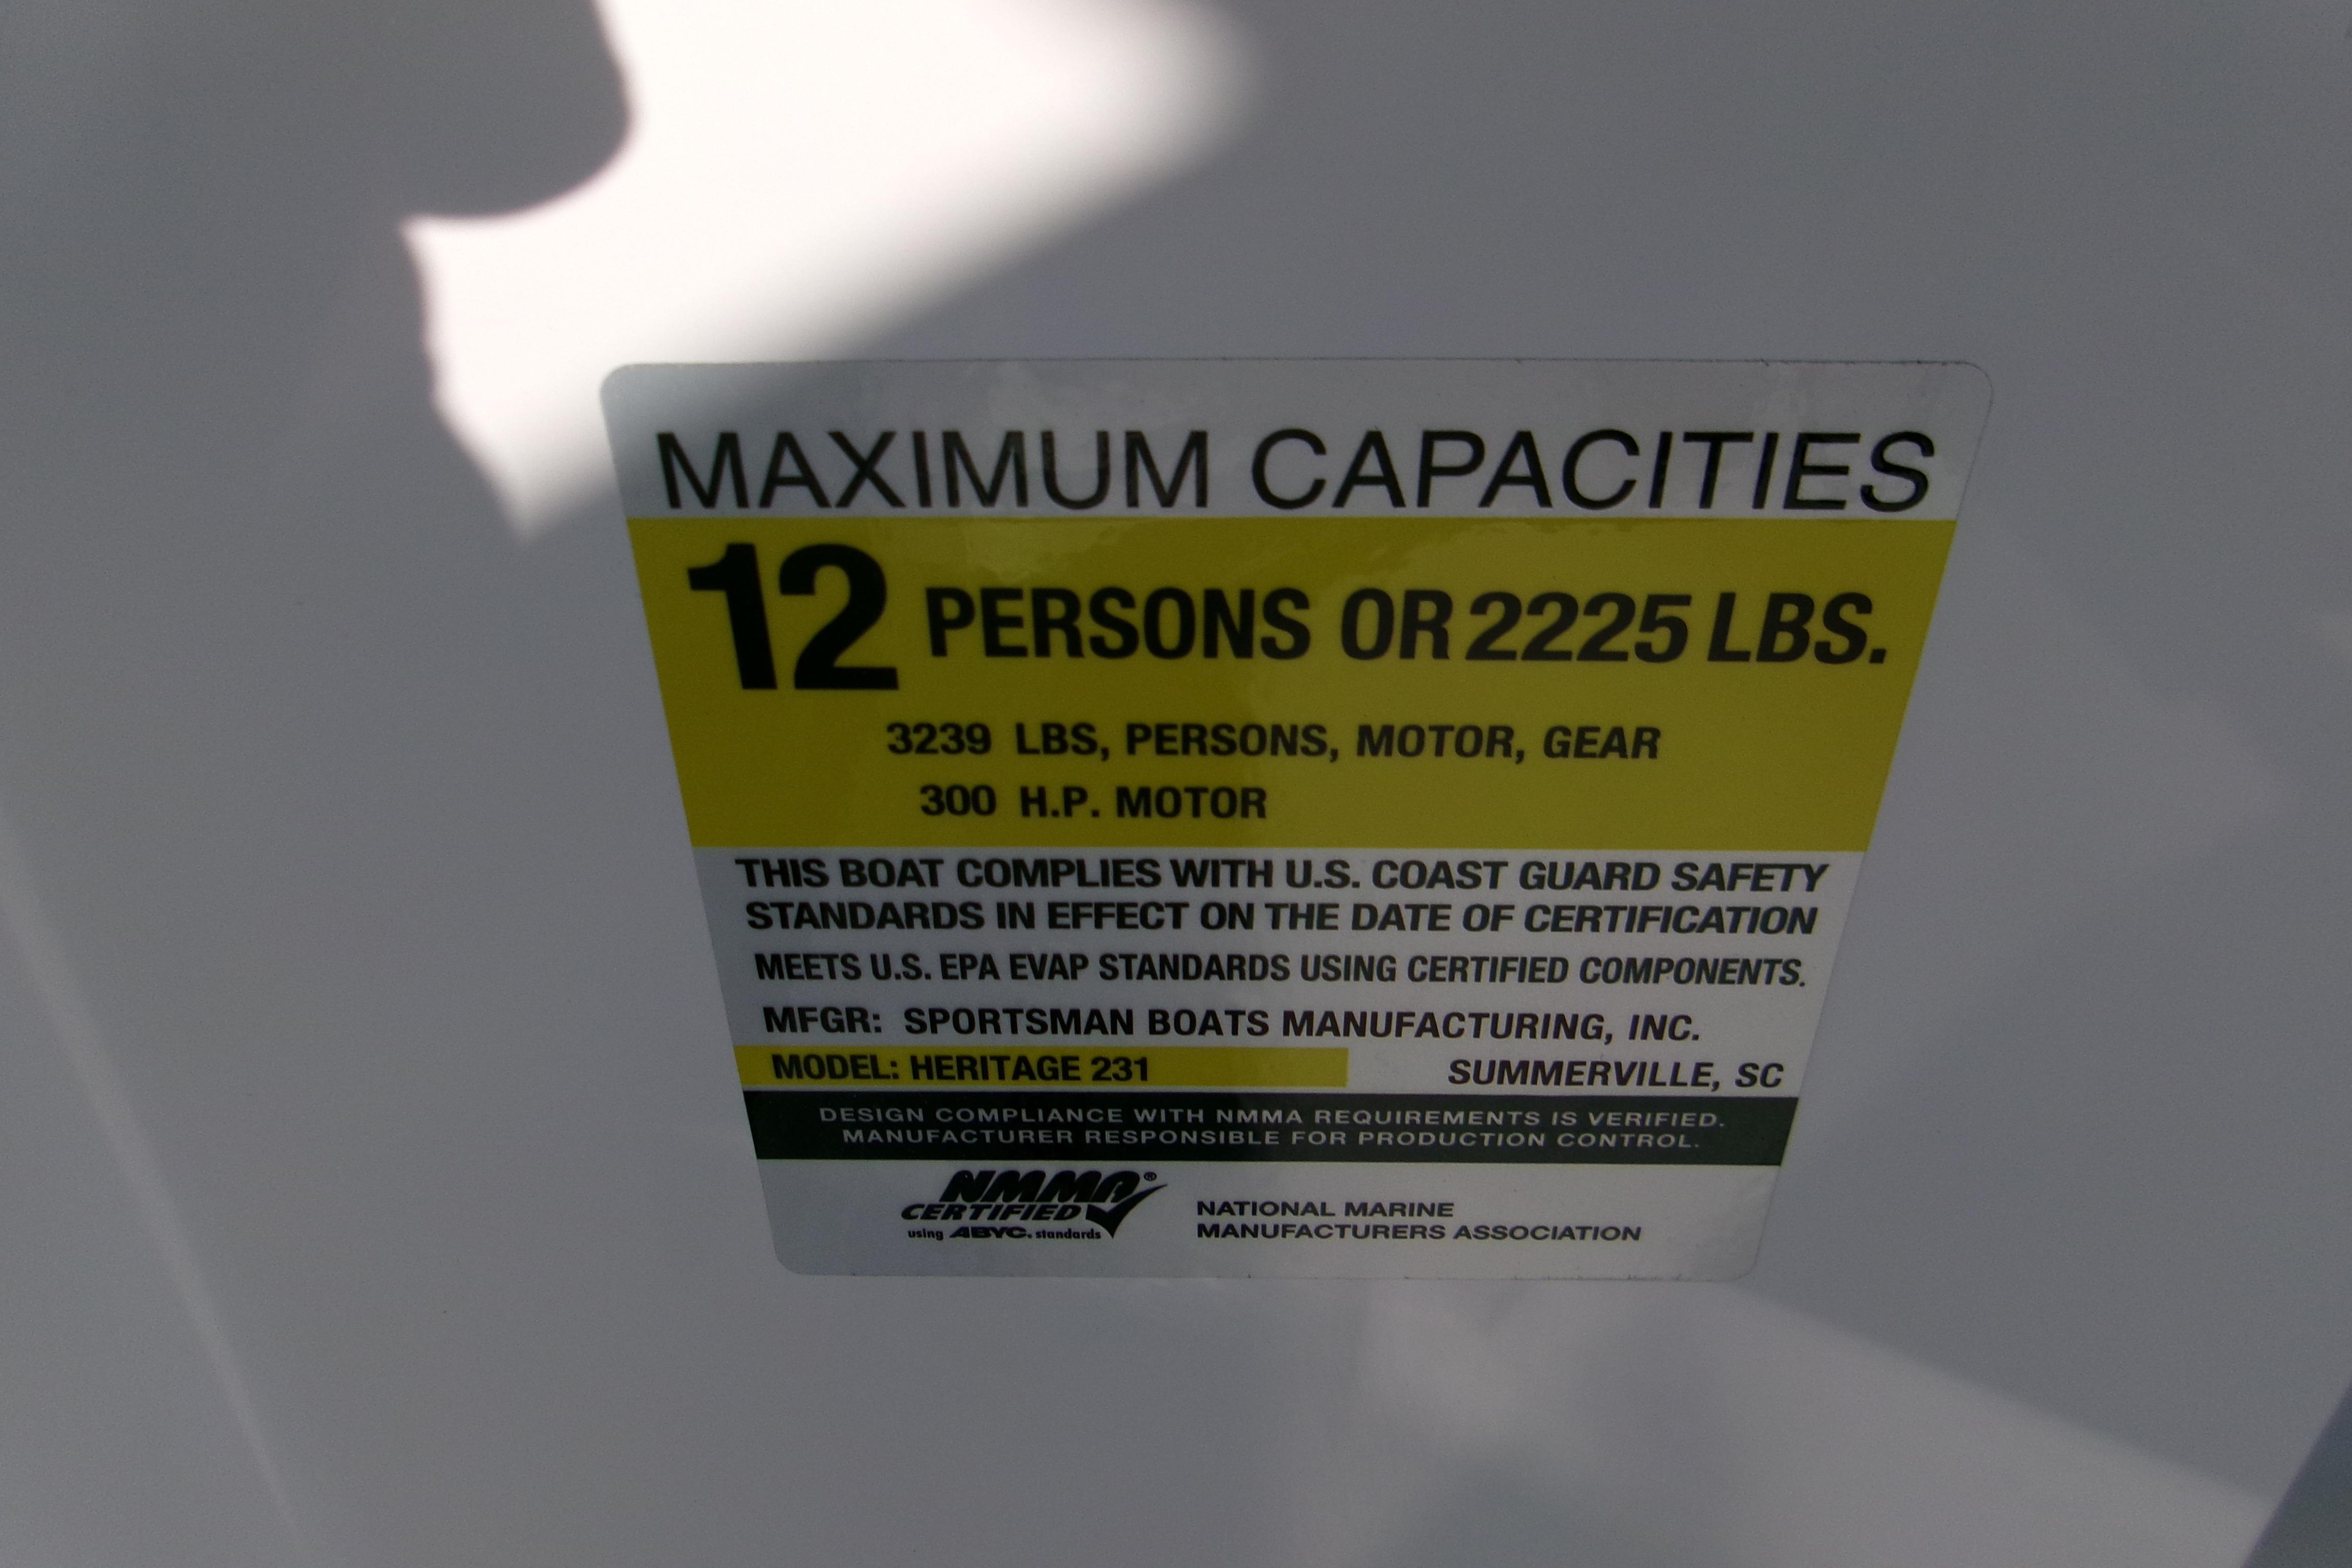 MAXIMUM CAPACITIES
12 PERSONS OR 2225 LBS.
3239 LBS, PERSONS, MOTOR, GEAR
300 H.P. MOTOR
THIS BOAT COMPLIES WITH U.S. COAST GUARD SAFETY
STANDARDS IN EFFECT ON THE DATE OF CERTIFICATION
MEETS U.S. EPA EVAP STANDARDS USING CERTIFIED COMPONENTS.
MFGR: SPORTSMAN BOATS MANUFACTURING, INC.
MODEL: HERITAGE 231 SUMMERVILLE, SC
DESIGN COMPLIANCE WITH NMMA REQUIREMENTS IS VERIFIED.
MANUFACTURER RESPONSIBLE FOR PRODUCTION CONTROL.
NMMA®
CERTIFIED
using ABYC. standards
NATIONAL MARINE
MANUFACTURERS ASSOCIATION